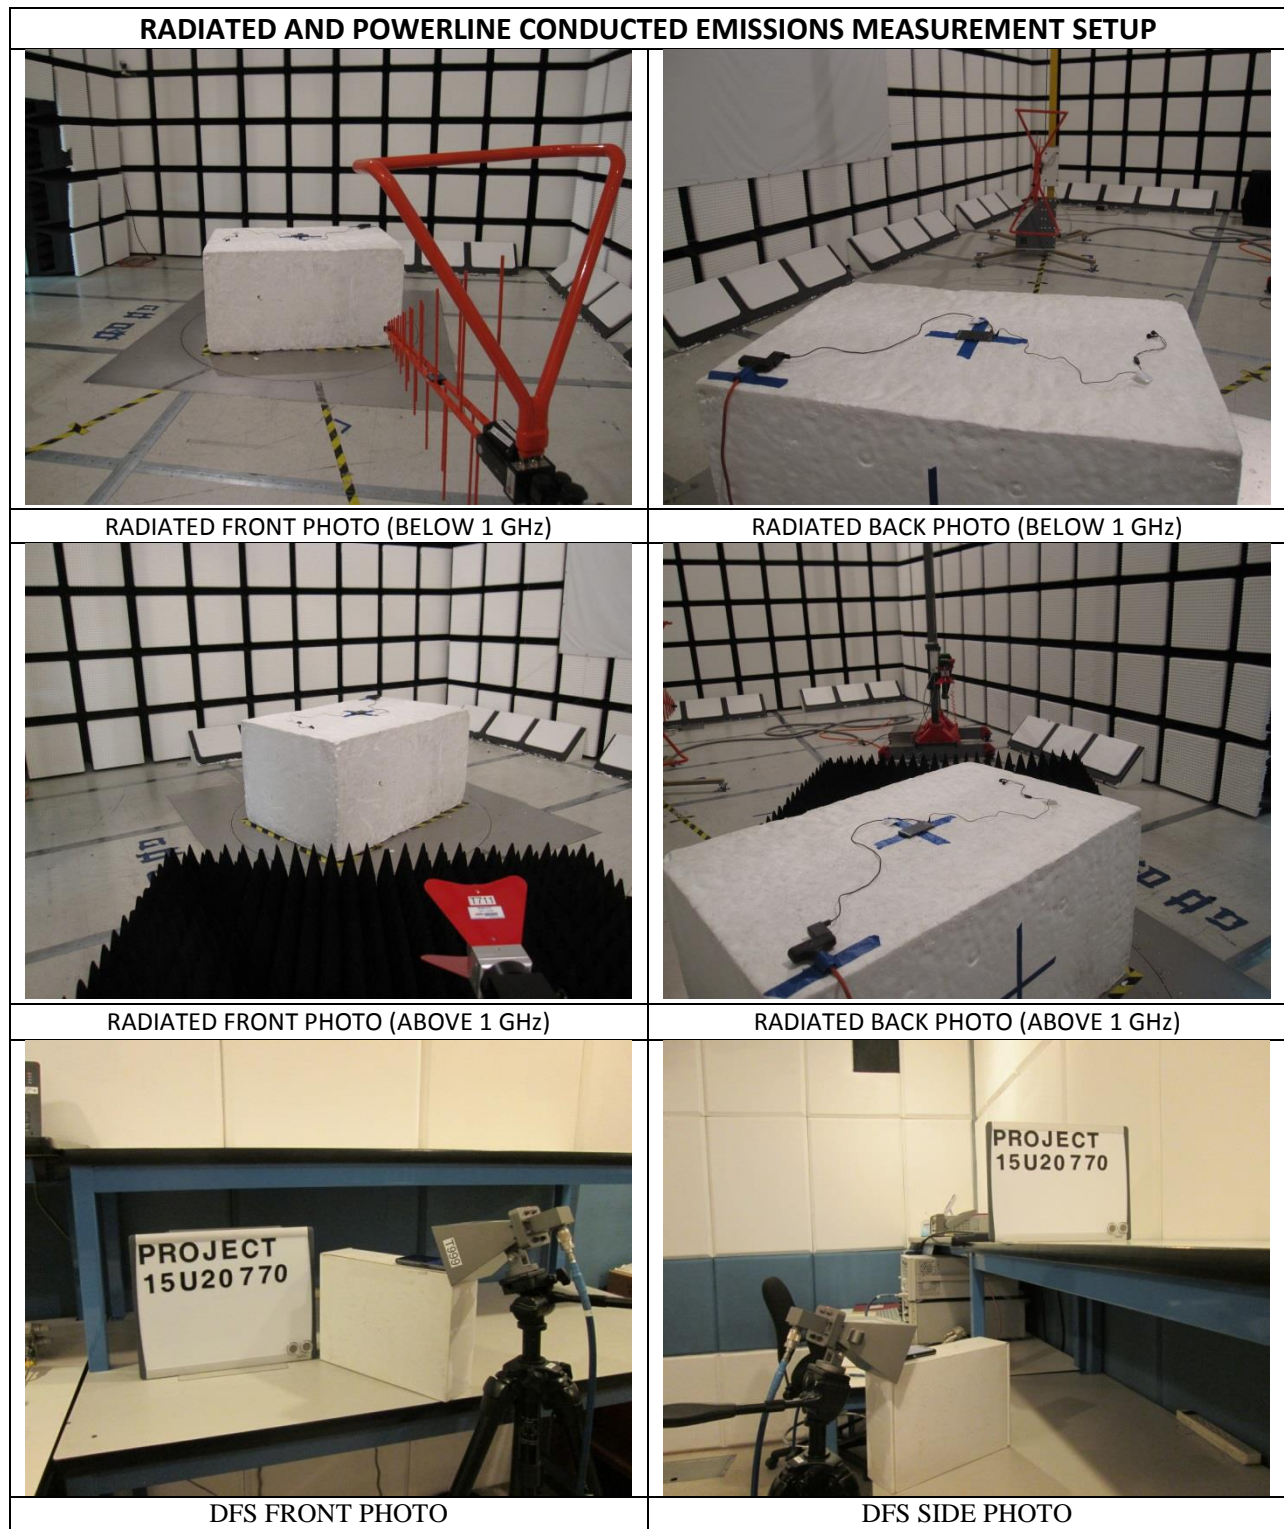 RADIATED AND POWERLINE CONDUCTED EMISSIONS MEASUREMENT SETUP
RADIATED FRONT PHOTO (BELOW 1 GHz)
RADIATED BACK PHOTO (BELOW 1 GHz)
1711
RADIATED FRONT PHOTO (ABOVE 1 GHz)
RADIATED BACK PHOTO (ABOVE 1 GHz)
PROJECT
15U20770
T999
PROJECT
15U20770
DFS FRONT PHOTO
DFS SIDE PHOTO